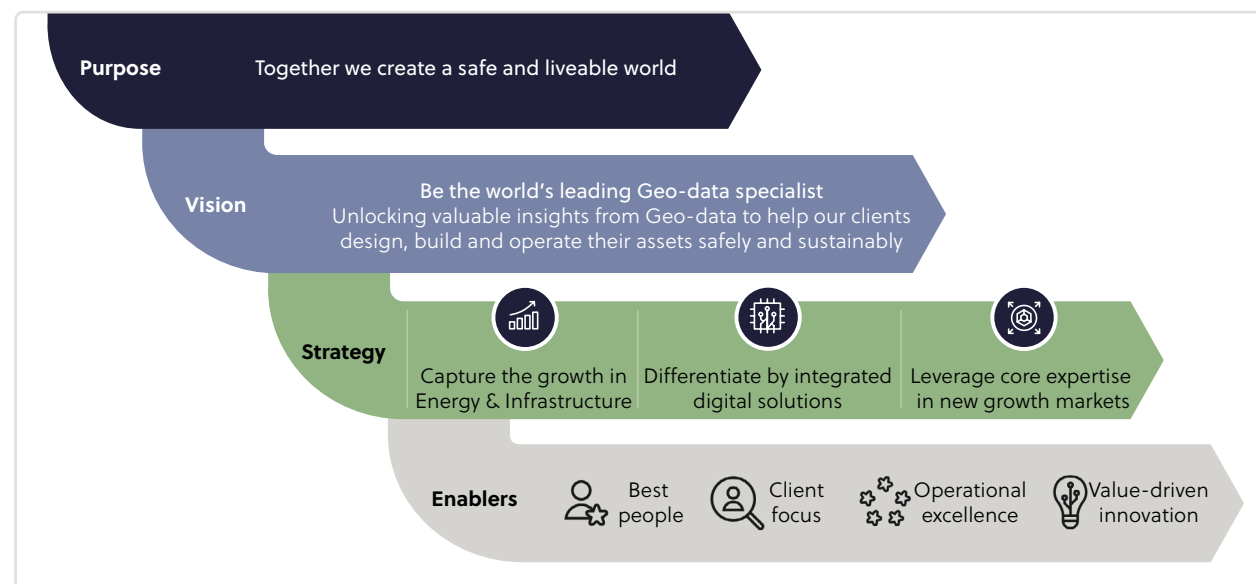 Purpose
Together we create a safe and liveable world
Vision
Be the world's leading Geo-data specialist
Unlocking valuable insights from Geo-data to help our clients
design, build and operate their assets safely and sustainably
Strategy
Capture the growth in
Energy & Infrastructure
Differentiate by integrated
digital solutions
Leverage core expertise
in new growth markets
Enablers
Best
people
Client
focus
Operational
excellence
Value-driven
innovation